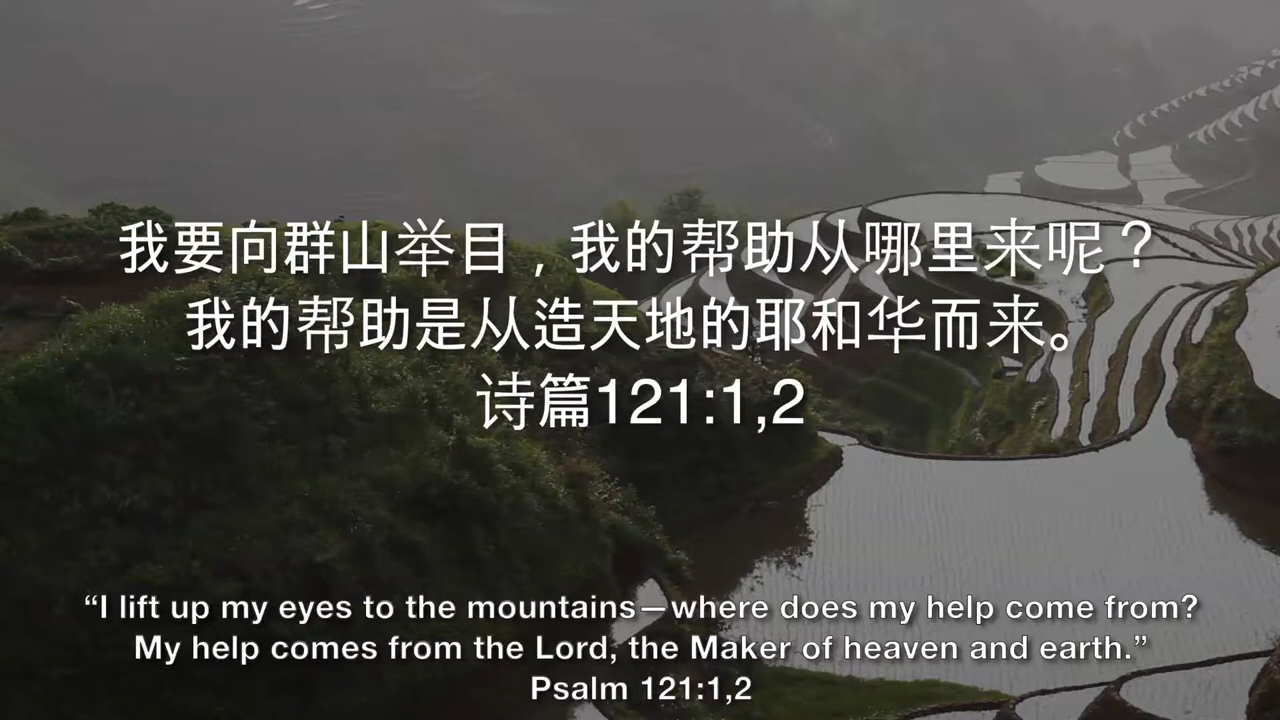 我要向群山举目，我的帮助从哪里来呢？
我的帮助是从造天地的耶和华而来。
诗篇121:1,2
“I lift up my eyes to the mountains—where does my help come from?
My help comes from the Lord, the Maker of heaven and earth.”
Psalm 121:1,2